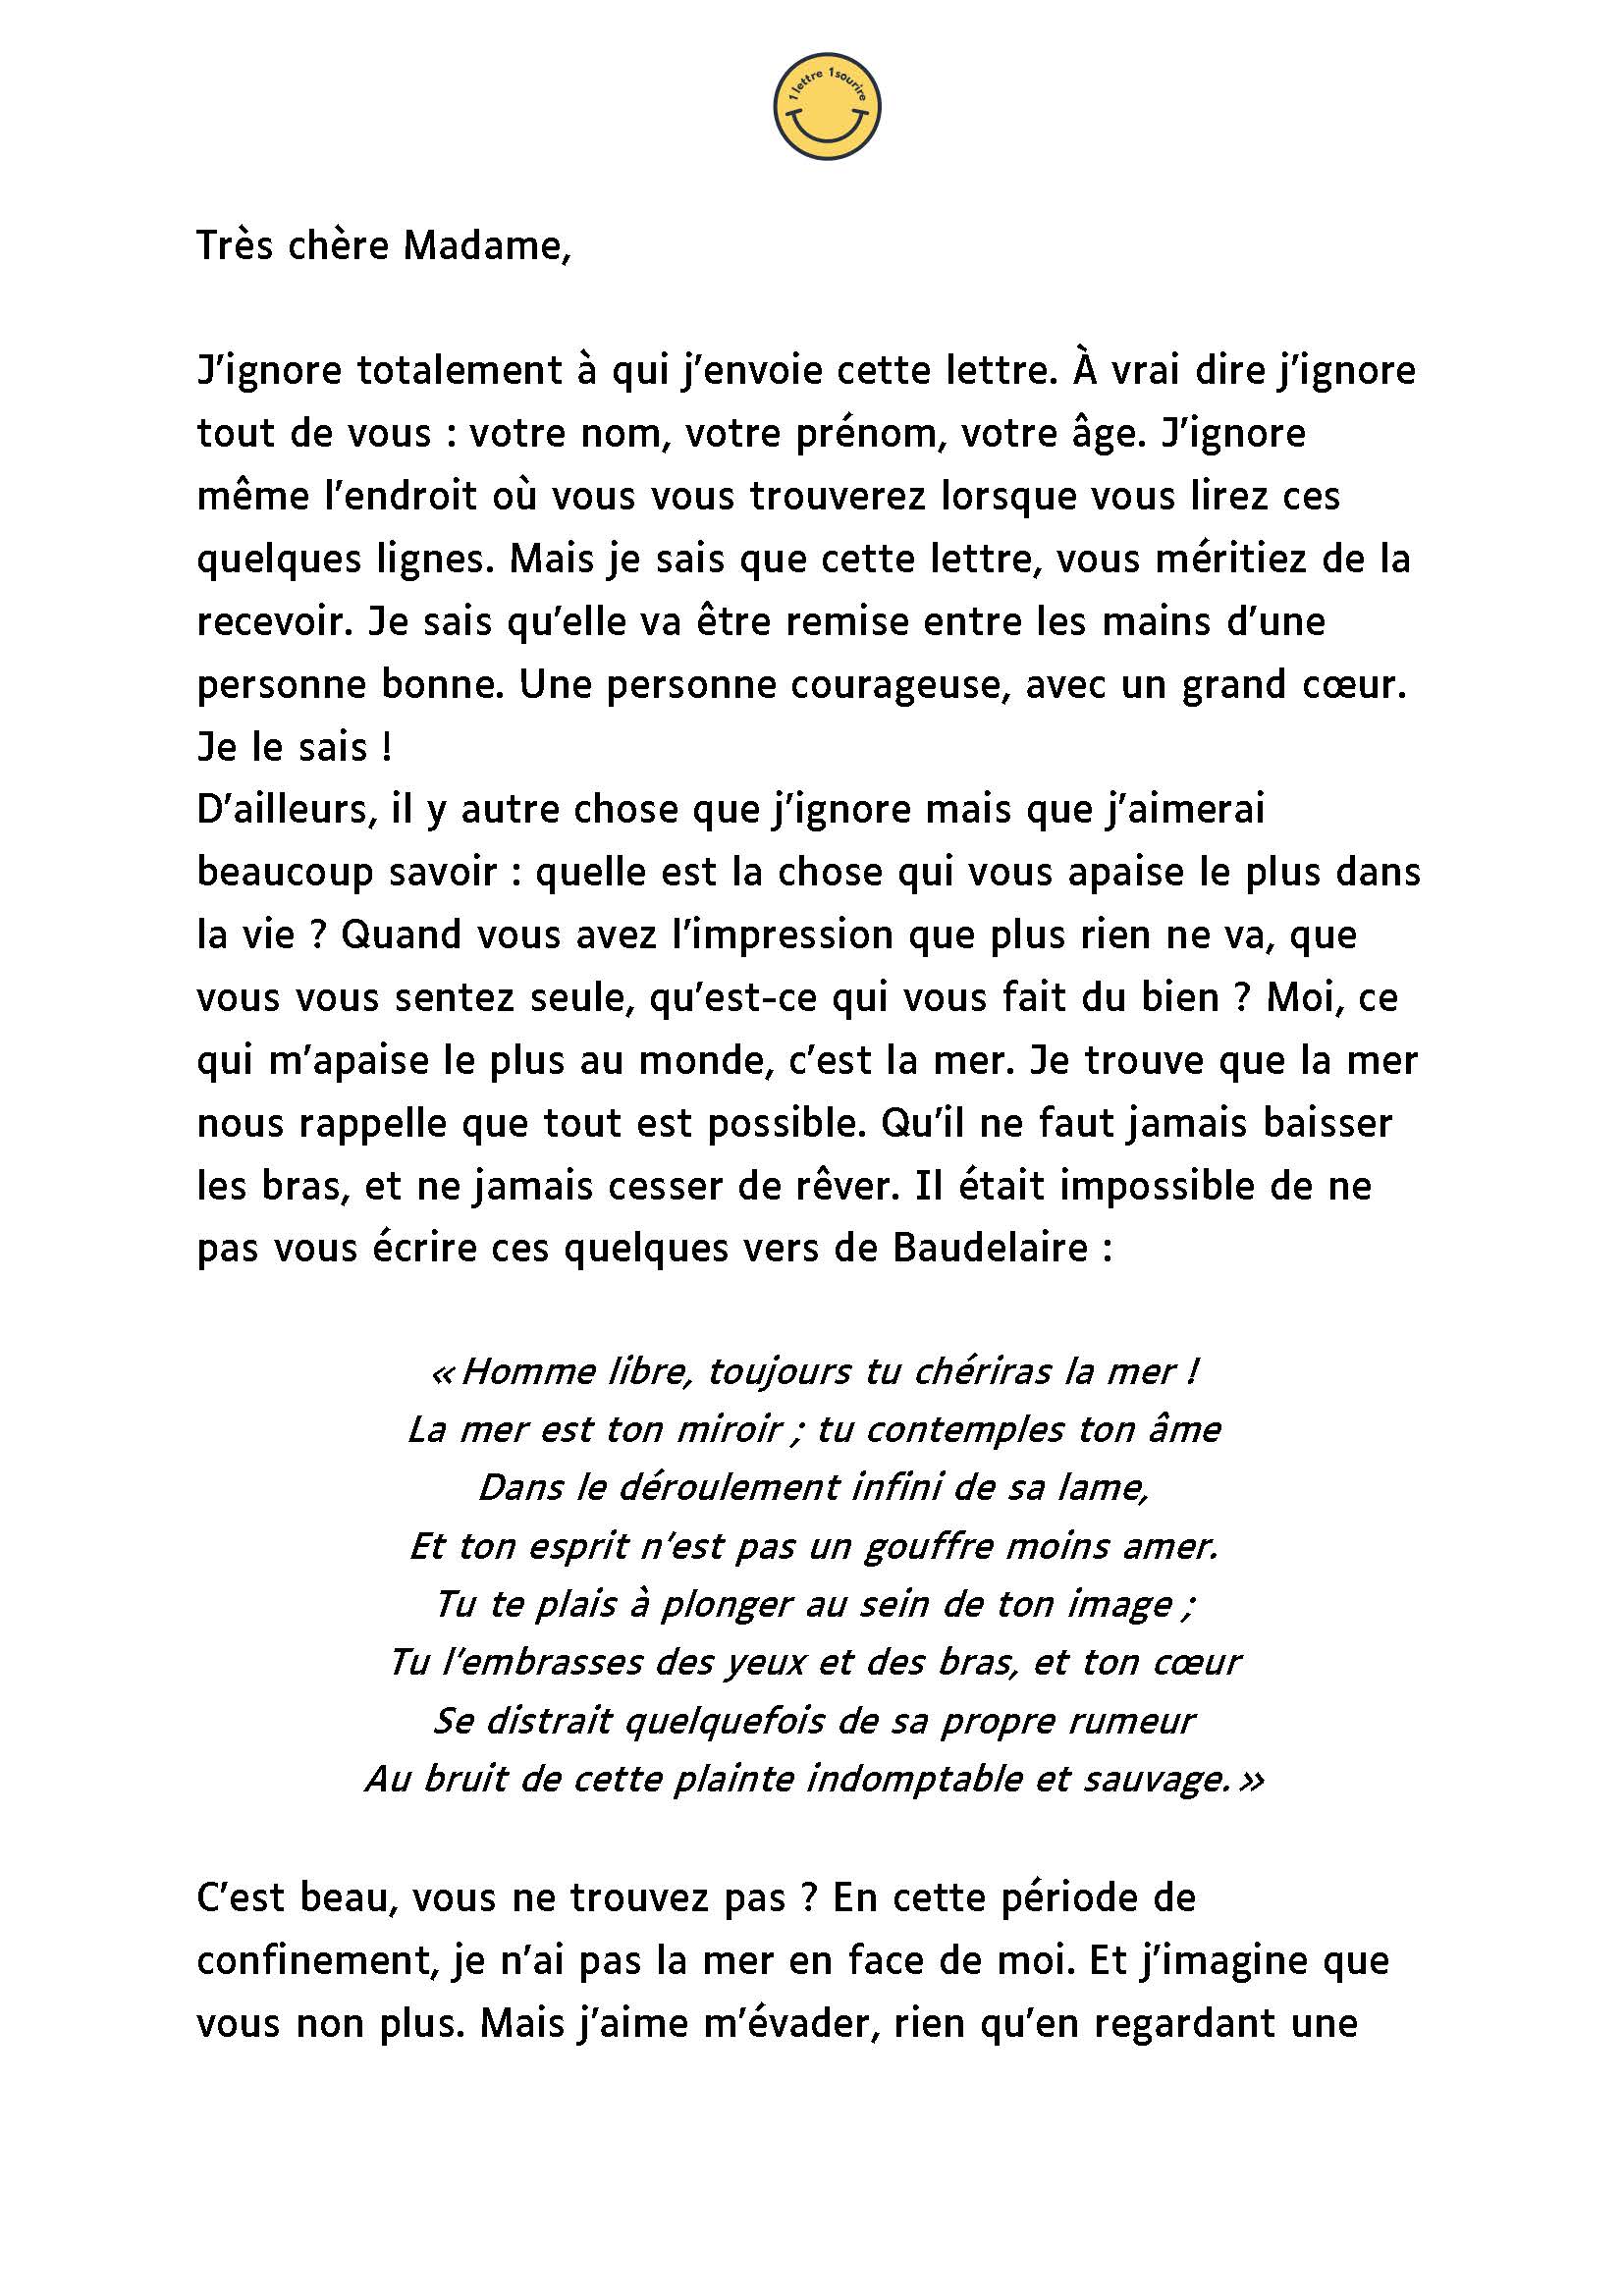 1 lettre 1 sourire
Très chère Madame,
J’ignore totalement à qui j’envoie cette lettre. À vrai dire j’ignore
tout de vous : votre nom, votre prénom, votre âge. J’ignore
même l’endroit où vous vous trouverez lorsque vous lirez ces
quelques lignes. Mais je sais que cette lettre, vous méritiez de la
recevoir. Je sais qu’elle va être remise entre les mains d’une
personne bonne. Une personne courageuse, avec un grand cœur.
Je le sais !
D’ailleurs, il y autre chose que j’ignore mais que j’aimerai
beaucoup savoir : quelle est la chose qui vous apaise le plus dans
la vie ? Quand vous avez l’impression que plus rien ne va, que
vous vous sentez seule, qu’est-ce qui vous fait du bien ? Moi, ce
qui m’apaise le plus au monde, c’est la mer. Je trouve que la mer
nous rappelle que tout est possible. Qu’il ne faut jamais baisser
les bras, et ne jamais cesser de rêver. Il était impossible de ne
pas vous écrire ces quelques vers de Baudelaire :
« Homme libre, toujours tu chériras la mer !
La mer est ton miroir ; tu contemples ton âme
Dans le déroulement infini de sa lame,
Et ton esprit n’est pas un gouffre moins amer.
Tu te plais à plonger au sein de ton image ;
Tu l’embrasses des yeux et des bras, et ton cœur
Se distrait quelquefois de sa propre rumeur
Au bruit de cette plainte indomptable et sauvage. »
C’est beau, vous ne trouvez pas ? En cette période de
confinement, je n’ai pas la mer en face de moi. Et j’imagine que
vous non plus. Mais j’aime m’évader, rien qu’en regardant une